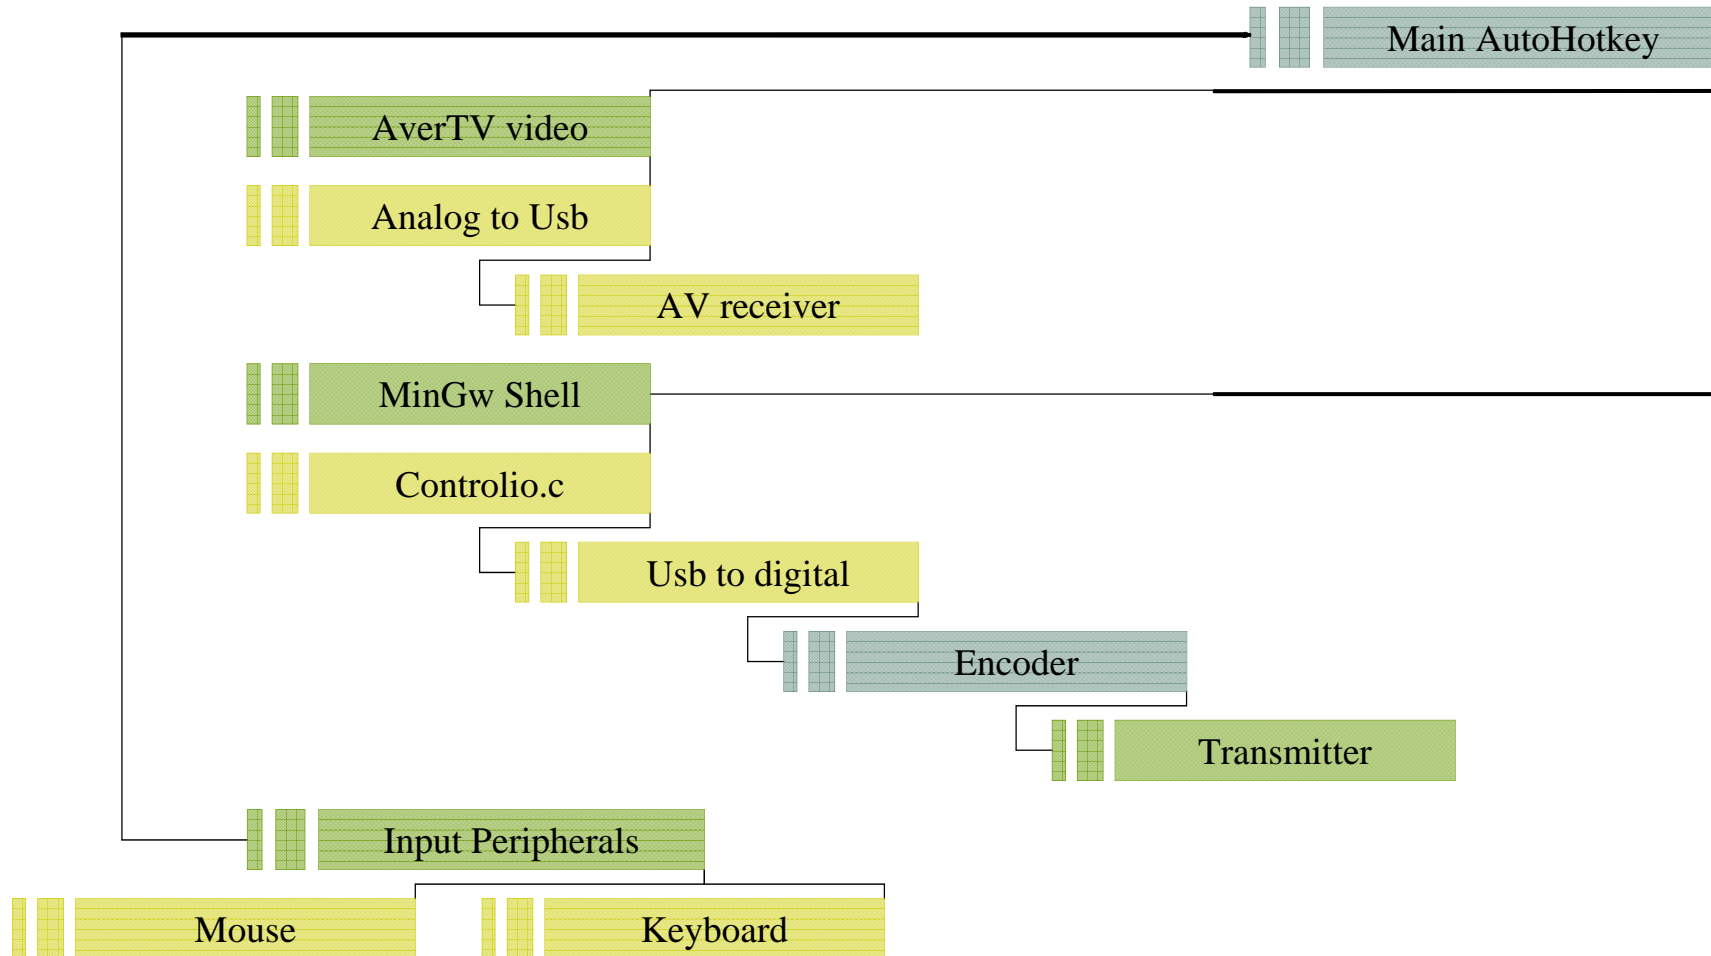 Main AutoHotkey
AverTV video
Analog to Usb
AV receiver
MinGw Shell
Controlio.c
Usb to digital
Encoder
Transmitter
Input Peripherals
Mouse
Keyboard